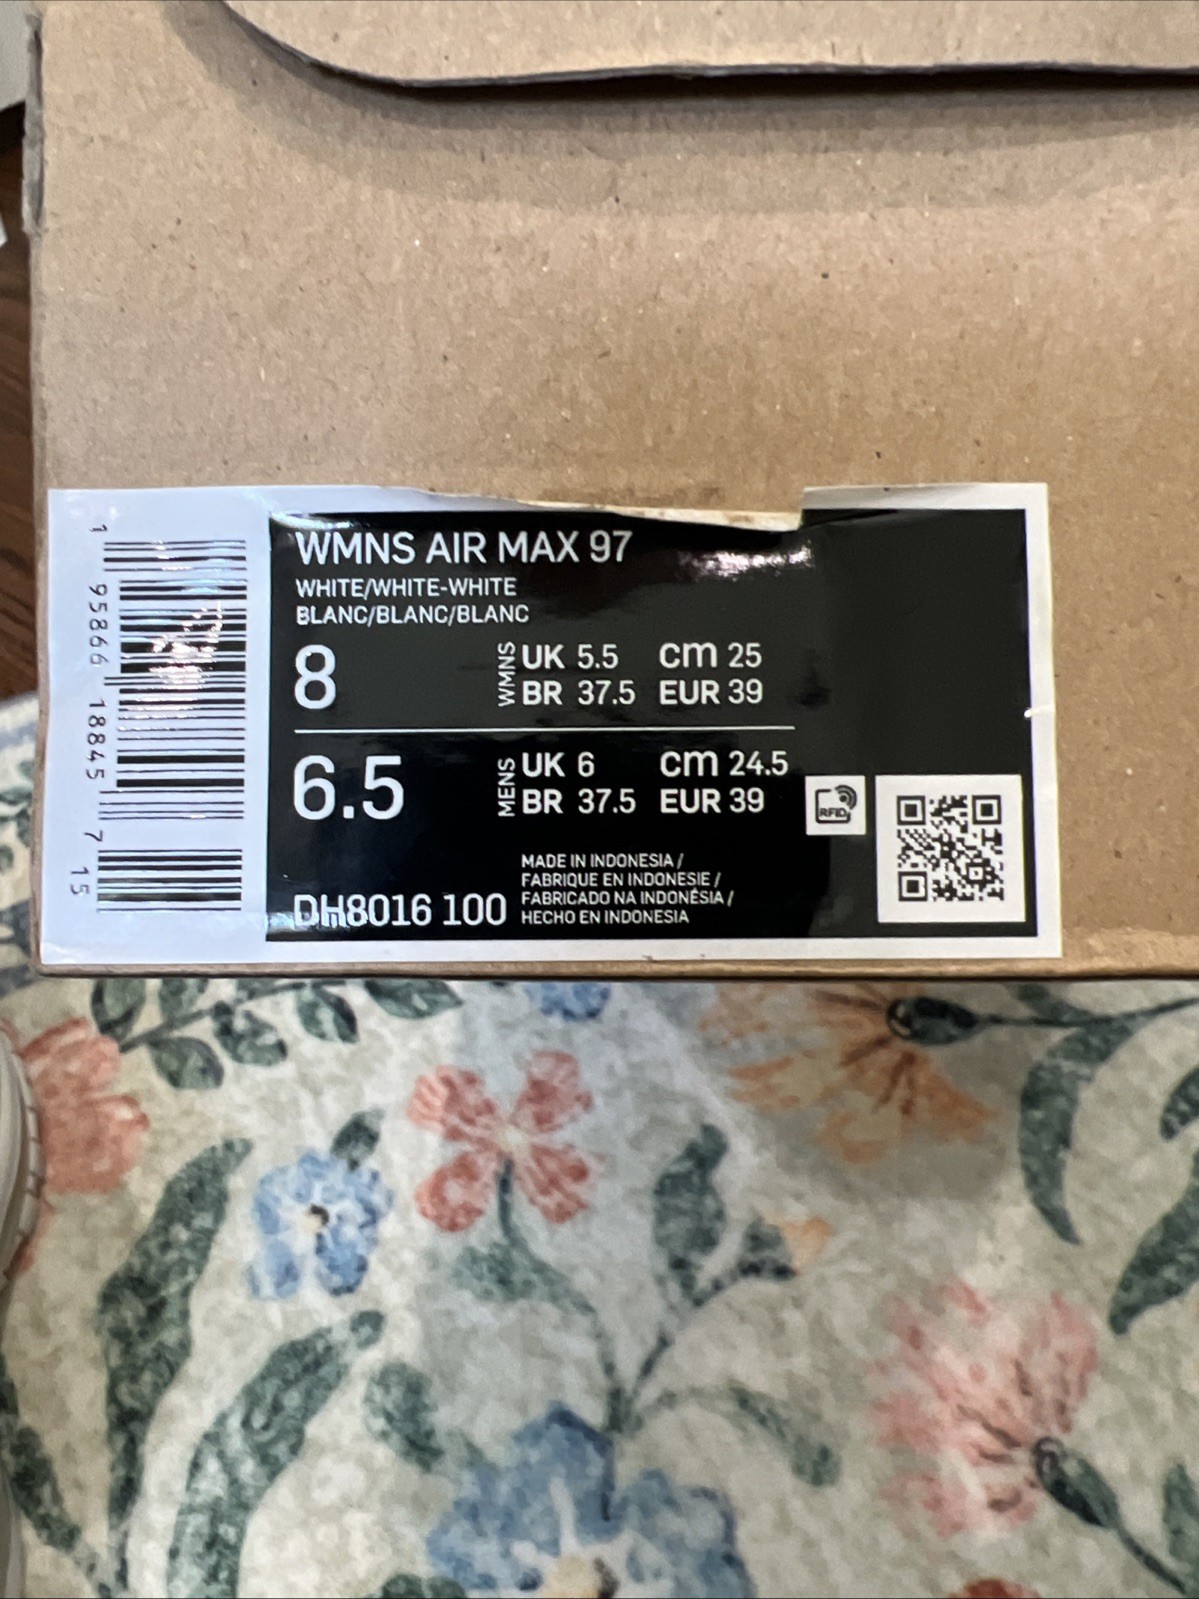 WMNS AIR MAX 97
WHITE/WHITE-WHITE
BLANC/BLANC/BLANC
8
WMNS
UK 5.5 cm 25
BR 37.5 EUR 39
6.5
MENS
UK 6 cm 24.5
BR 37.5 EUR 39
RFID
MADE IN INDONESIA /
FABRIQUE EN INDONESIE /
FABRICADO NA INDONÉSIA /
HECHO EN INDONESIA
DH8016 100
1 95866 18845 7 15